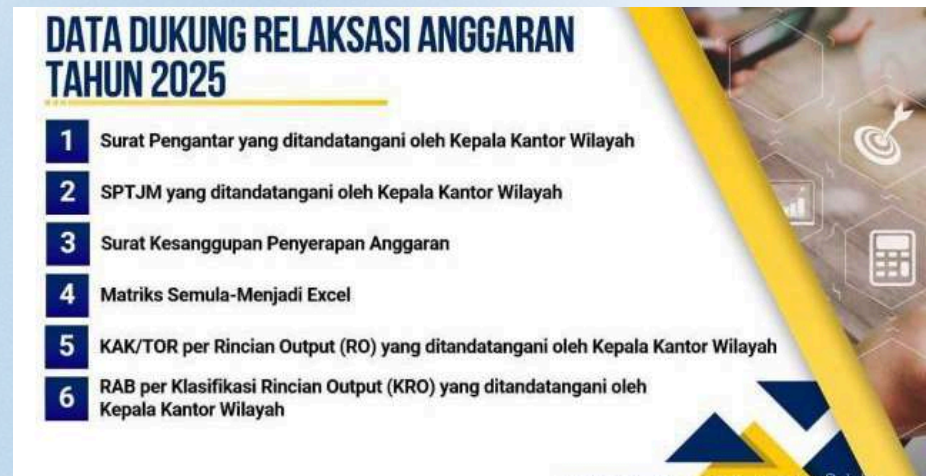 DATA DUKUNG RELAKSASI ANGGARAN
TAHUN 2025
1 Surat Pengantar yang ditandatangani oleh Kepala Kantor Wilayah
2 SPTJM yang ditandatangani oleh Kepala Kantor Wilayah
3 Surat Kesanggupan Penyerapan Anggaran
4 Matriks Semula-Menjadi Excel
5 KAK/TOR per Rincian Output (RO) yang ditandatangani oleh Kepala Kantor Wilayah
6 RAB per Klasifikasi Rincian Output (KRO) yang ditandatangani oleh
Kepala Kantor Wilayah